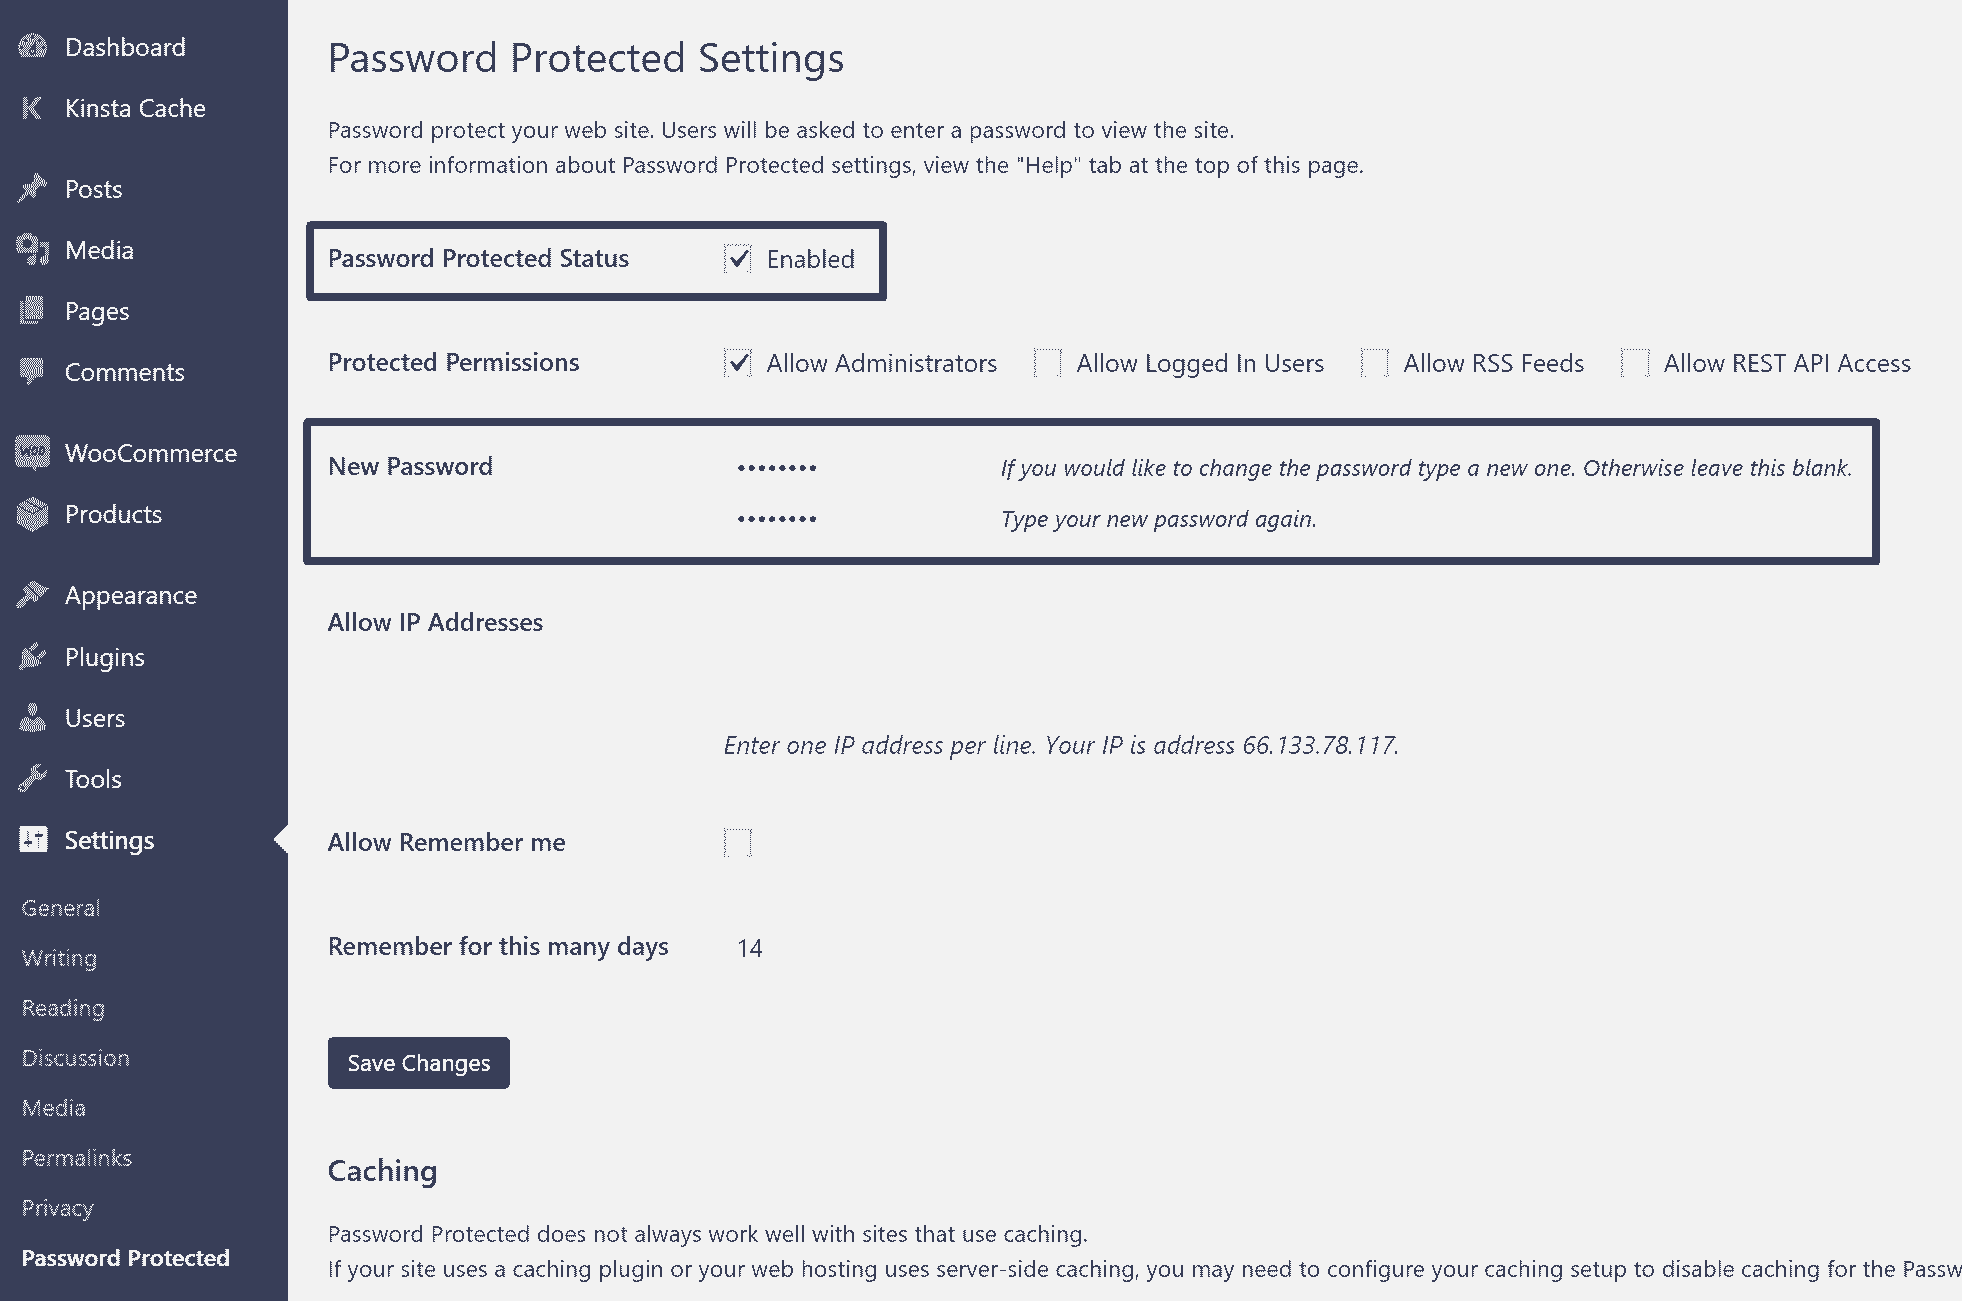 Dashboard
Kinsta Cache
Posts
Media
Pages
Comments
WooCommerce
Products
Appearance
Plugins
Users
Tools
Settings
General
Writing
Reading
Discussion
Media
Permalinks
Privacy
Password Protected
Password Protected Settings
Password protect your web site. Users will be asked to enter a password to view the site.
For more information about Password Protected settings, view the "Help" tab at the top of this page.
Password Protected Status Enabled
Protected Permissions Allow Administrators Allow Logged In Users Allow RSS Feeds Allow REST API Access
New Password •••••••• If you would like to change the password type a new one. Otherwise leave this blank.
•••••••• Type your new password again.
Allow IP Addresses
Enter one IP address per line. Your IP is address 66.133.78.117.
Allow Remember me
Remember for this many days 14
Save Changes
Caching
Password Protected does not always work well with sites that use caching.
If your site uses a caching plugin or your web hosting uses server-side caching, you may need to configure your caching setup to disable caching for the Passw